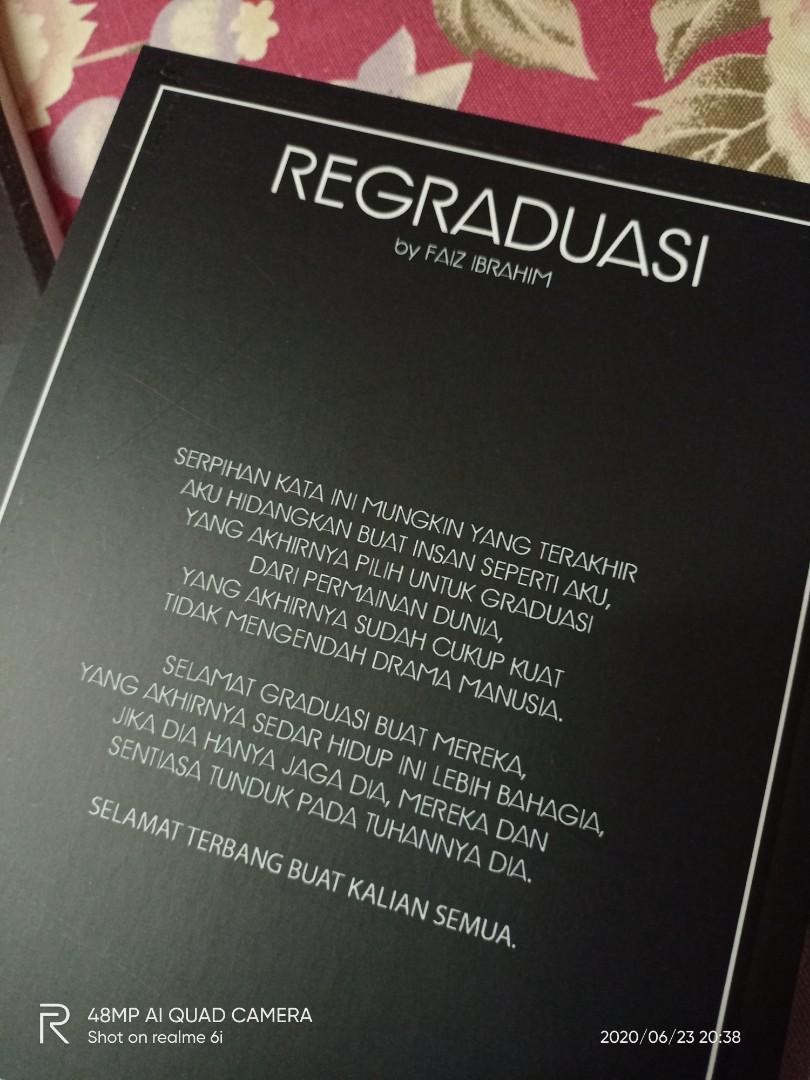 REGRADUASI
by FAIZ IBRAHIM
SERPIHAN KATA INI MUNGKIN YANG TERAKHIR
AKU HIDANGKAN BUAT INSAN SEPERTI AKU,
YANG AKHIRNYA PILIH UNTUK GRADUASI
DARI PERMAINAN DUNIA,
YANG AKHIRNYA SUDAH CUKUP KUAT
TIDAK MENGENDAH DRAMA MANUSIA.
SELAMAT GRADUASI BUAT MEREKA,
YANG AKHIRNYA SEDAR HIDUP INI LEBIH BAHAGIA,
JIKA DIA HANYA JAGA DIA, MEREKA DAN
SENTIASA TUNDUK PADA TUHANNYA DIA.
SELAMAT TERBANG BUAT KALIAN SEMUA.
R
48MP AI QUAD CAMERA
Shot on realme 6i
2020/06/23 20:38